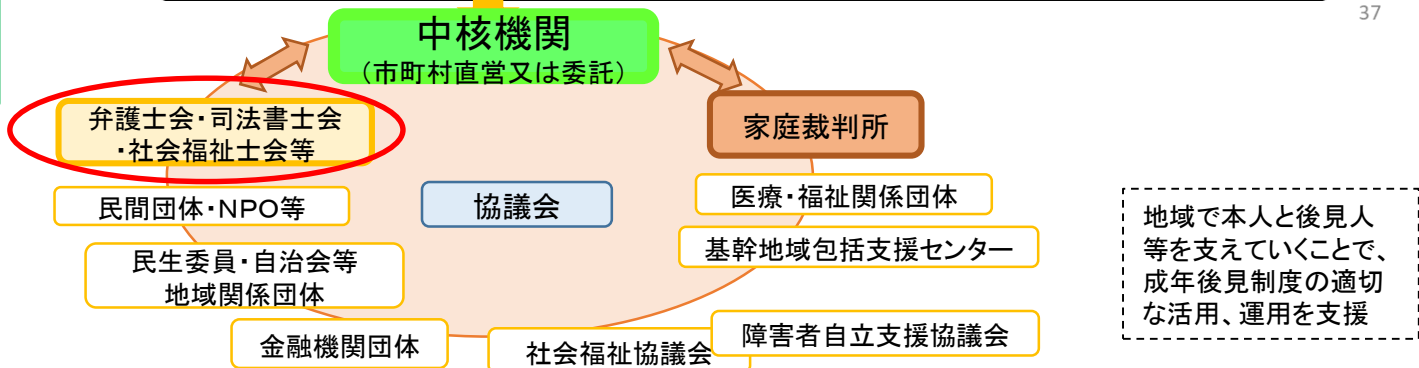 37
中核機関
（市町村直営又は委託）
弁護士会・司法書士会
・社会福祉士会等
家庭裁判所
民間団体・NPO等
協議会
医療・福祉関係団体
民生委員・自治会等
地域関係団体
基幹地域包括支援センター
金融機関団体
社会福祉協議会
障害者自立支援協議会
地域で本人と後見人
等を支えていくことで、
成年後見制度の適切
な活用、運用を支援